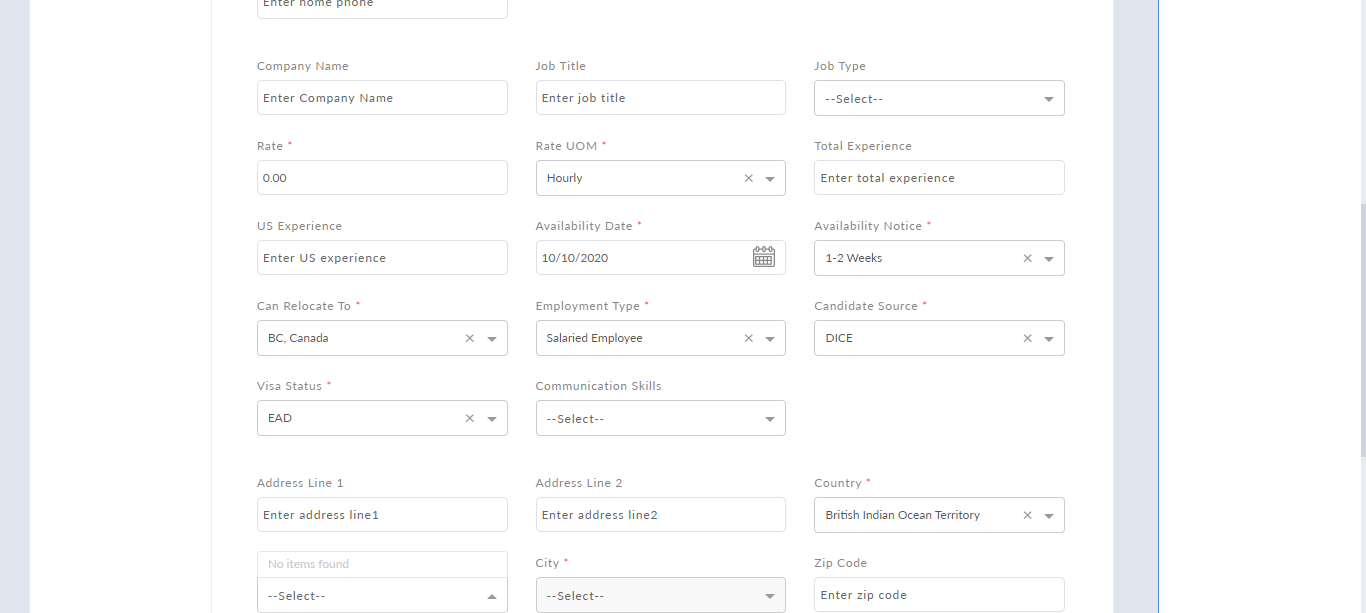 Enter home phone
Company Name Job Title Job Type
Enter Company Name Enter job title --Select--
Rate * Rate UOM * Total Experience
0.00 Hourly × Enter total experience
US Experience Availability Date * Availability Notice *
Enter US experience 10/10/2020 1-2 Weeks ×
Can Relocate To * Employment Type * Candidate Source *
BC, Canada × Salaried Employee × DICE ×
Visa Status * Communication Skills
EAD × --Select--
Address Line 1 Address Line 2 Country *
Enter address line1 Enter address line2 British Indian Ocean Territory ×
No items found City * Zip Code
--Select-- --Select-- Enter zip code